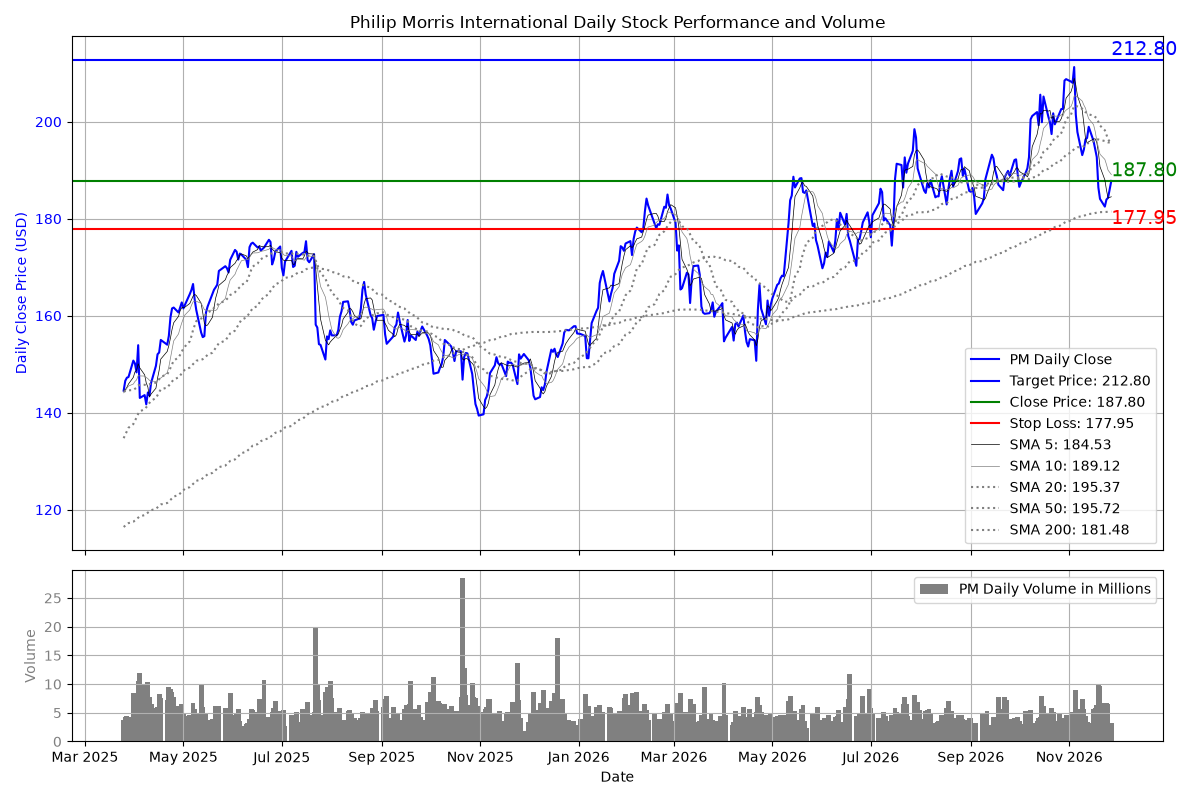 Philip Morris International Daily Stock Performance and Volume
212.80
200
187.80
180
177.95
160
140
120
Daily Close Price (USD)
PM Daily Close
Target Price: 212.80
Close Price: 187.80
Stop Loss: 177.95
SMA 5: 184.53
SMA 10: 189.12
SMA 20: 195.37
SMA 50: 195.72
SMA 200: 181.48
PM Daily Volume in Millions
25
20
15
10
5
0
Volume
Mar 2025 May 2025 Jul 2025 Sep 2025 Nov 2025 Jan 2026 Mar 2026 May 2026 Jul 2026 Sep 2026 Nov 2026
Date